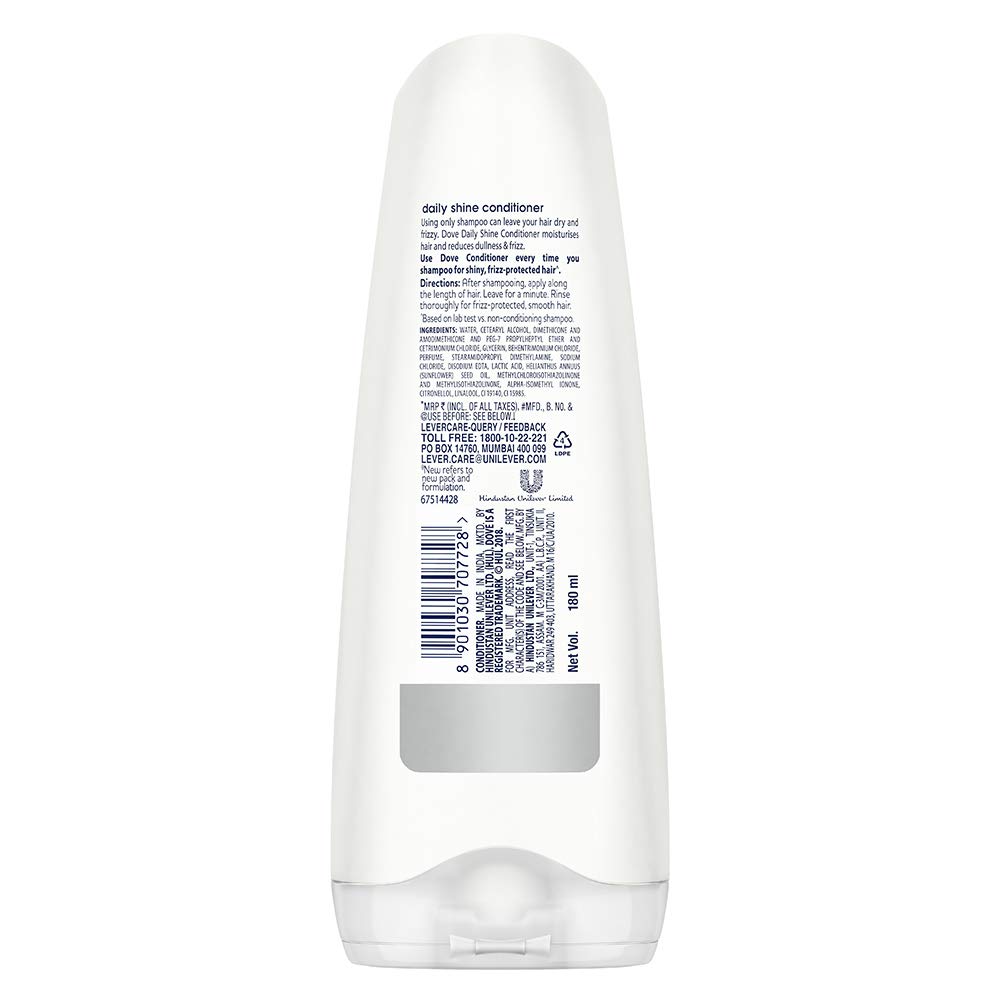 daily shine conditioner
Using only shampoo can leave your hair dry and
frizzy. Dove Daily Shine Conditioner moisturises
hair and reduces dullness & frizz.
Use Dove Conditioner every time you
shampoo for shiny, frizz-protected hair^.
Directions: After shampooing, apply along
the length of hair. Leave for a minute. Rinse
thoroughly for frizz-protected, smooth hair.
^Based on lab test vs. non-conditioning shampoo.
INGREDIENTS: WATER, CETEARYL ALCOHOL, DIMETHICONE AND
AMODIMETHICONE AND PEG-7 PROPYLHEPTYL ETHER AND
CETRIMONIUM CHLORIDE, GLYCERIN, BEHENTRIMONIUM CHLORIDE,
PERFUME, STEARAMIDOPROPYL DIMETHYLAMINE, SODIUM
CHLORIDE, DISODIUM EDTA, LACTIC ACID, HELIANTHUS ANNUUS
(SUNFLOWER) SEED OIL, METHYLCHLOROISOTHIAZOLINONE
AND METHYLISOTHIAZOLINONE, ALPHA-ISOMETHYL IONONE,
CITRONELLOL, LINALOOL, CI 19140, CI 15985.
*MRP ₹ (INCL. OF ALL TAXES), #MFD., B. NO. &
@USE BEFORE: SEE BELOW.
LEVERCARE-QUERY / FEEDBACK
TOLL FREE: 1800-10-22-221
PO BOX 14760, MUMBAI 400 099
LEVER.CARE@UNILEVER.COM
4
LDPE
New refers to
new pack and
formulation.
67514428
Hindustan Unilever Limited
8 901030 707728 >
CONDITIONER. MADE IN INDIA. MKTD. BY
HINDUSTAN UNILEVER LTD. (HUL). DOVE IS A
REGISTERED TRADEMARK. © HUL 2018.
FOR MFG. UNIT ADDRESS, READ THE FIRST
CHARACTER(S) OF THE CODE AND SEE BELOW. MFG. BY
A) HINDUSTAN UNILEVER LTD., UNIT-I, TINSUKIA
786 151, ASSAM. M C-3M/2001. AA) L.B.C.P., UNIT II,
HARIDWAR 249 403, UTTARAKHAND. M 16/C/UA/2010.
Net Vol. 180 ml